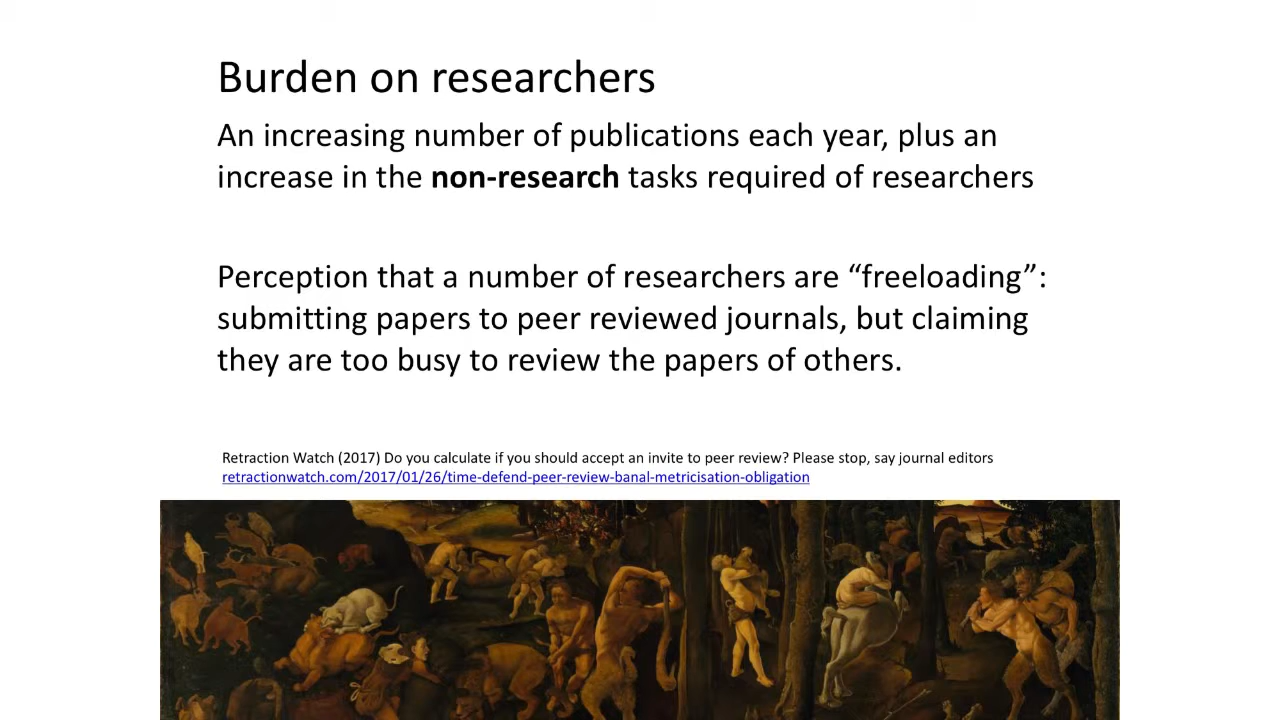 Burden on researchers
An increasing number of publications each year, plus an
increase in the non-research tasks required of researchers
Perception that a number of researchers are “freeloading”:
submitting papers to peer reviewed journals, but claiming
they are too busy to review the papers of others.
Retraction Watch (2017) Do you calculate if you should accept an invite to peer review? Please stop, say journal editors
retractionwatch.com/2017/01/26/time-defend-peer-review-banal-metricisation-obligation